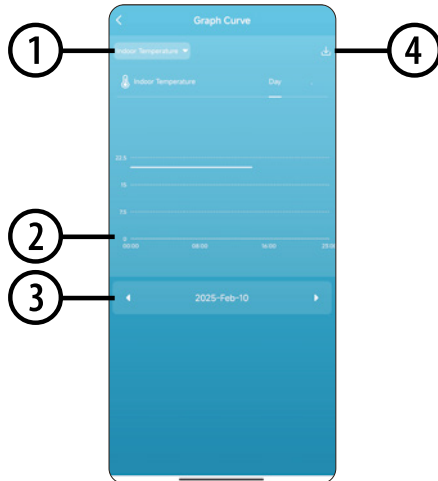 Graph Curve
1
Indoor Temperature
4
Indoor Temperature
Day
22.5
15
7.5
2
0
00:00 08:00 16:00 23:00
3
2025-Feb-10